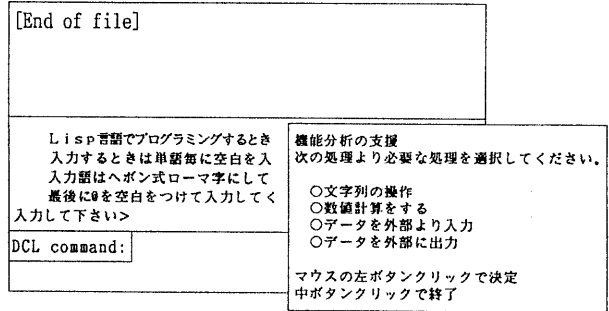 [End of file]
Lisp言語でプログラミングするとき
入力するときは単語毎に空白を入
入力語はヘボン式ローマ字にして
最後に@を空白をつけて入力してく
入力して下さい>
DCL command:
機能分析の支援
次の処理より必要な処理を選択してください。
○文字列の操作
○数値計算をする
○データを外部より入力
○データを外部に出力
マウスの左ボタンクリックで決定
中ボタンクリックで終了